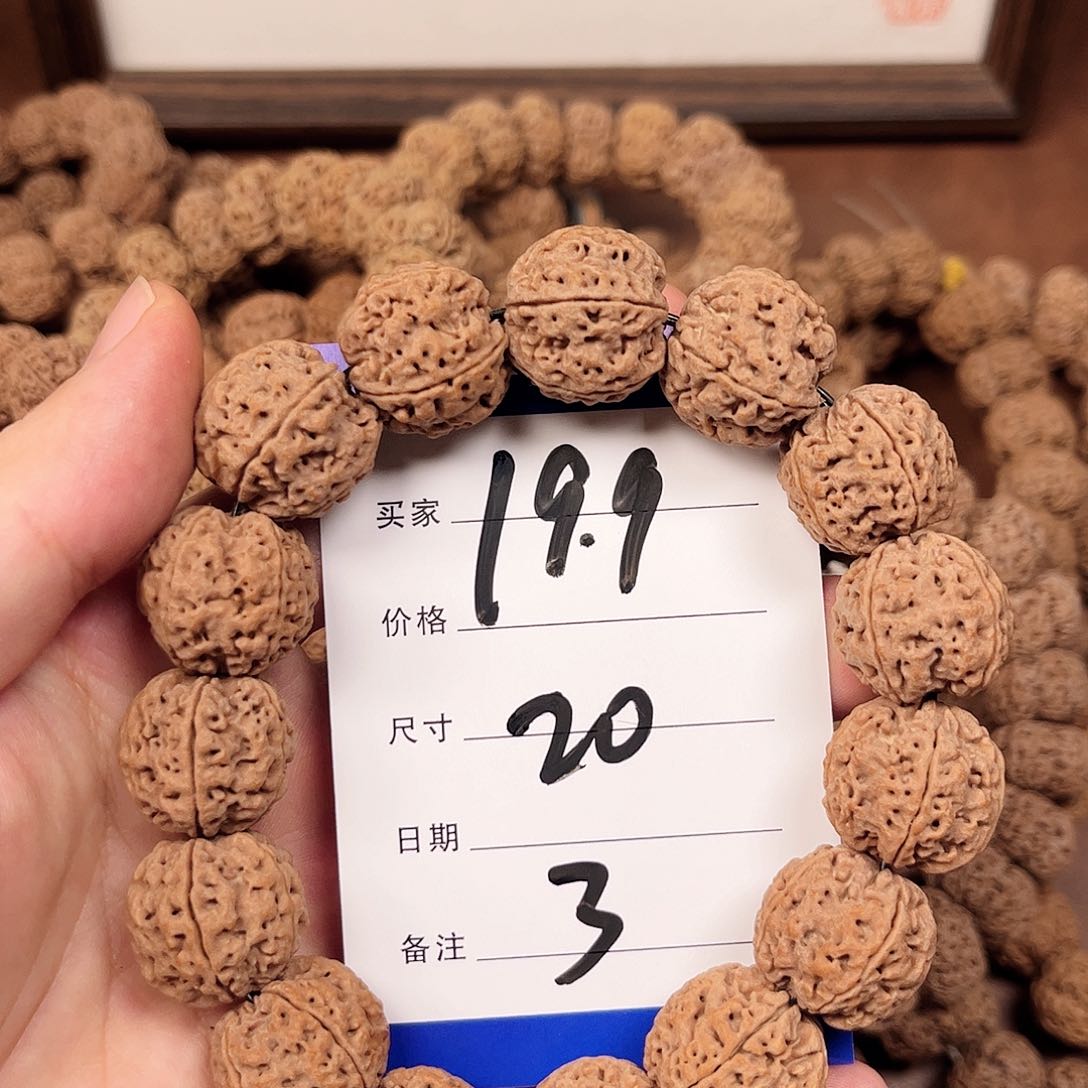 买家 19.9
价格
尺寸 20
日期
备注 3